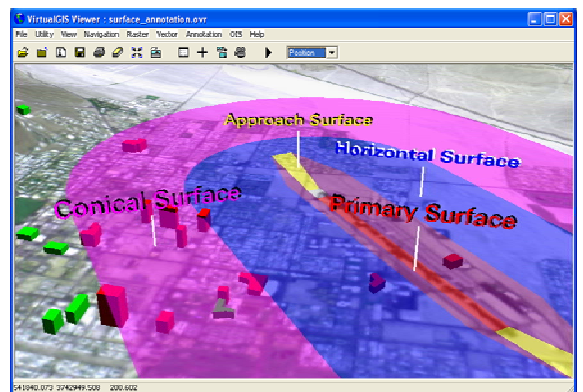 VirtualGIS Viewer : surface_annotation.ovr
File Utility View Navigation Raster Vector Annotation GIS Help
Position
Approach Surface
Horizontal Surface
Conical Surface
Primary Surface
541840.073 3742949.508 200.602